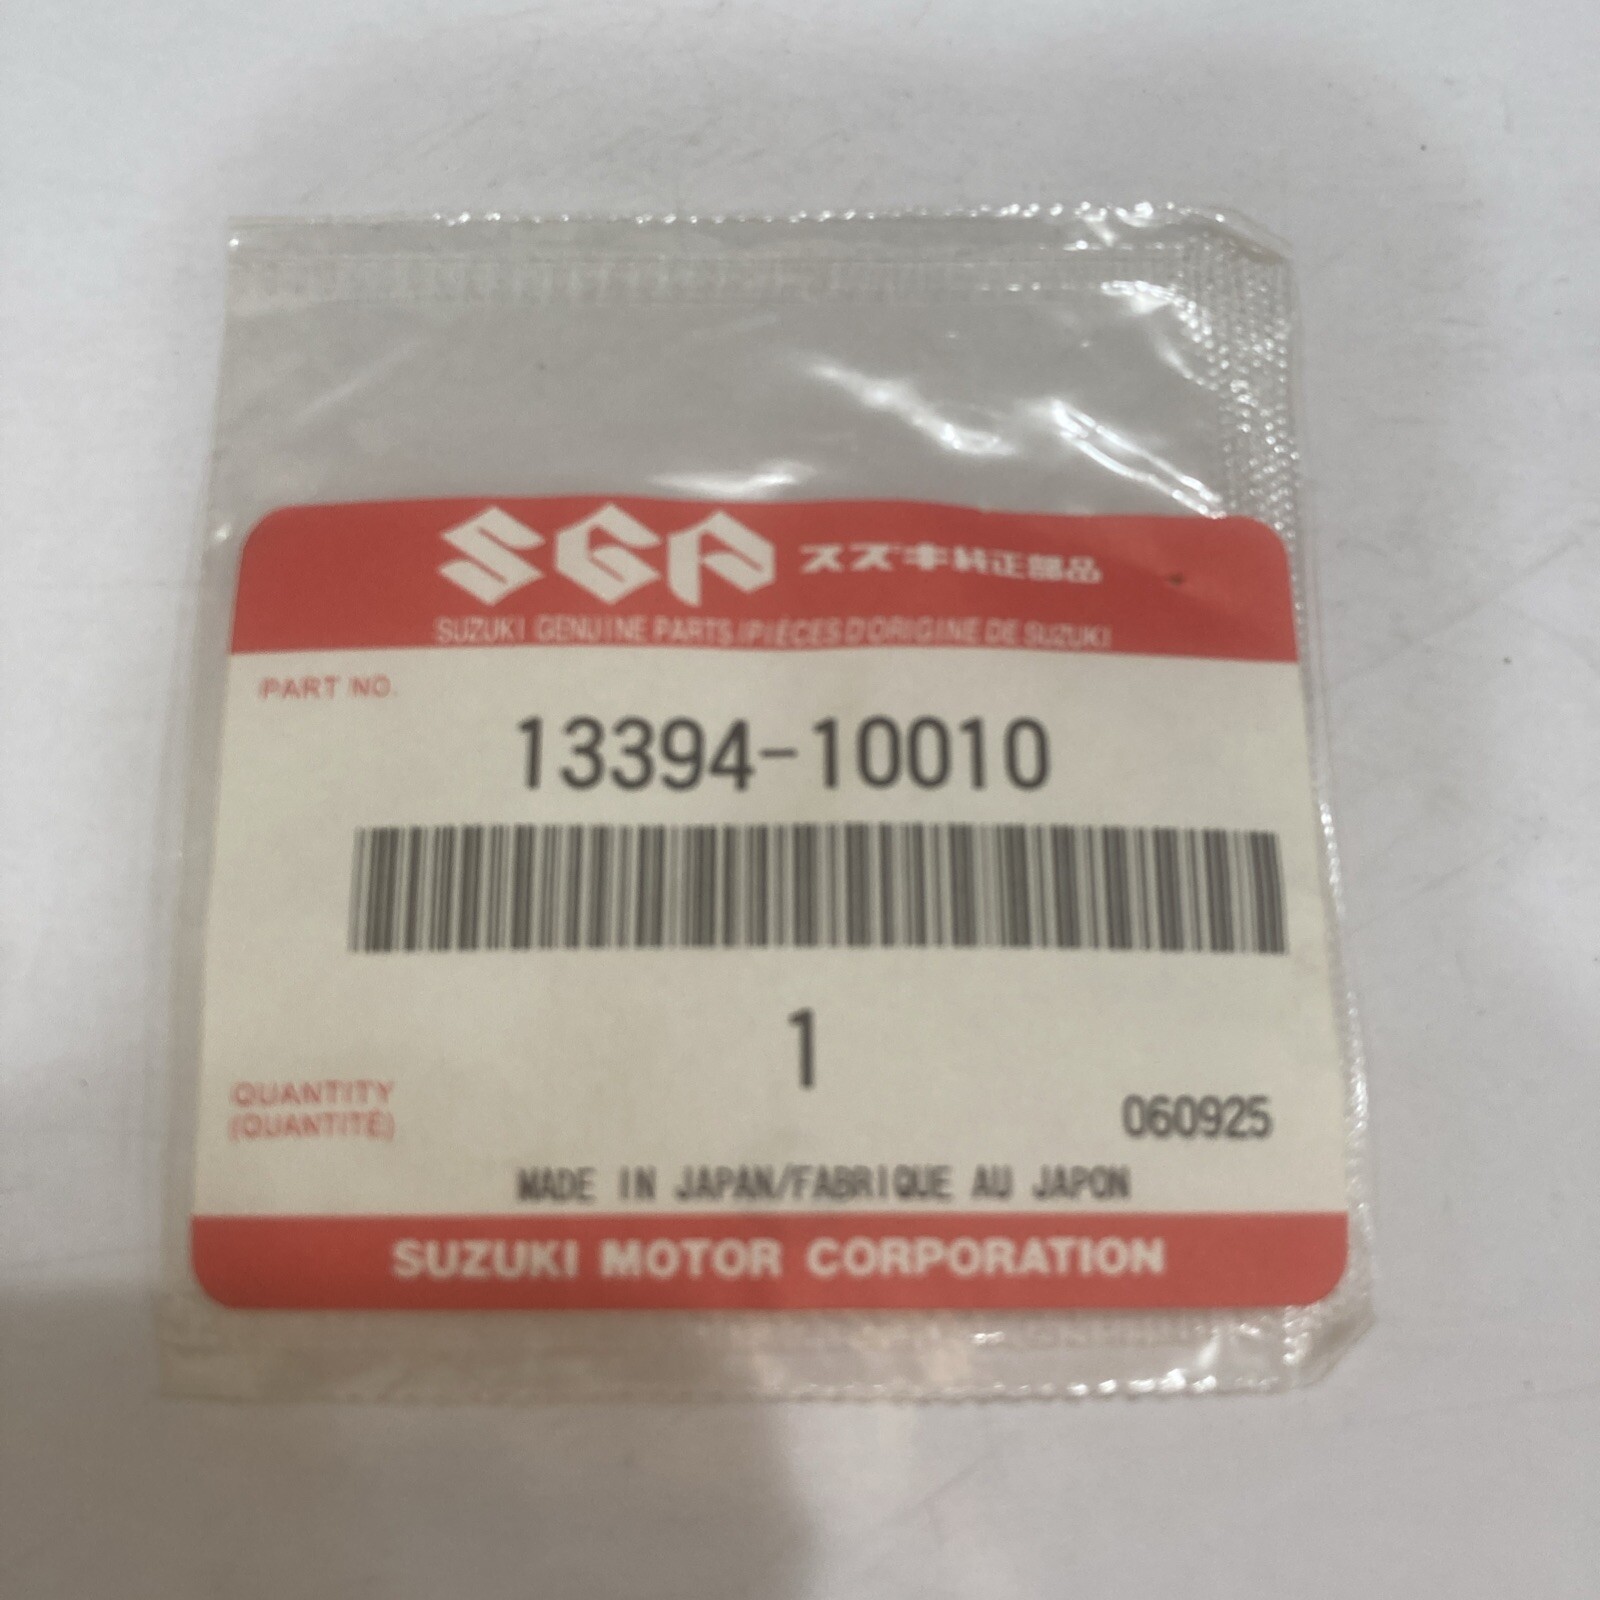 SGP スズキ純正部品
SUZUKI GENUINE PARTS/PIÈCES D'ORIGINE DE SUZUKI
PART NO.
13394-10010
1
QUANTITY
(QUANTITÉ)
060925
MADE IN JAPAN/FABRIQUE AU JAPON
SUZUKI MOTOR CORPORATION